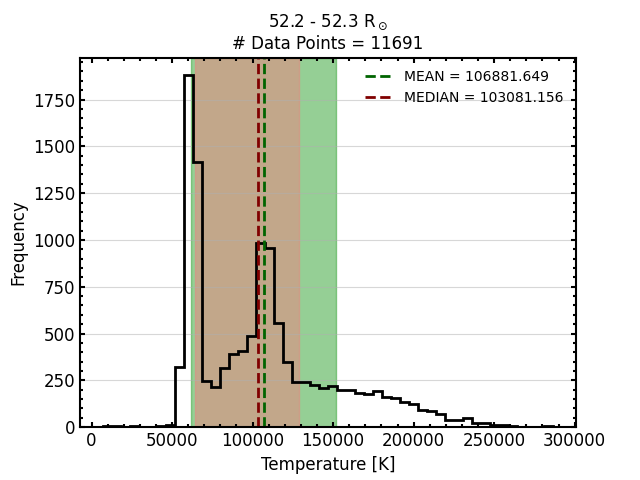 52.2 - 52.3 R⊙
# Data Points = 11691
MEAN = 106881.649
MEDIAN = 103081.156
Frequency
1750
1500
1250
1000
750
500
250
0
0 50000 100000 150000 200000 250000 300000
Temperature [K]